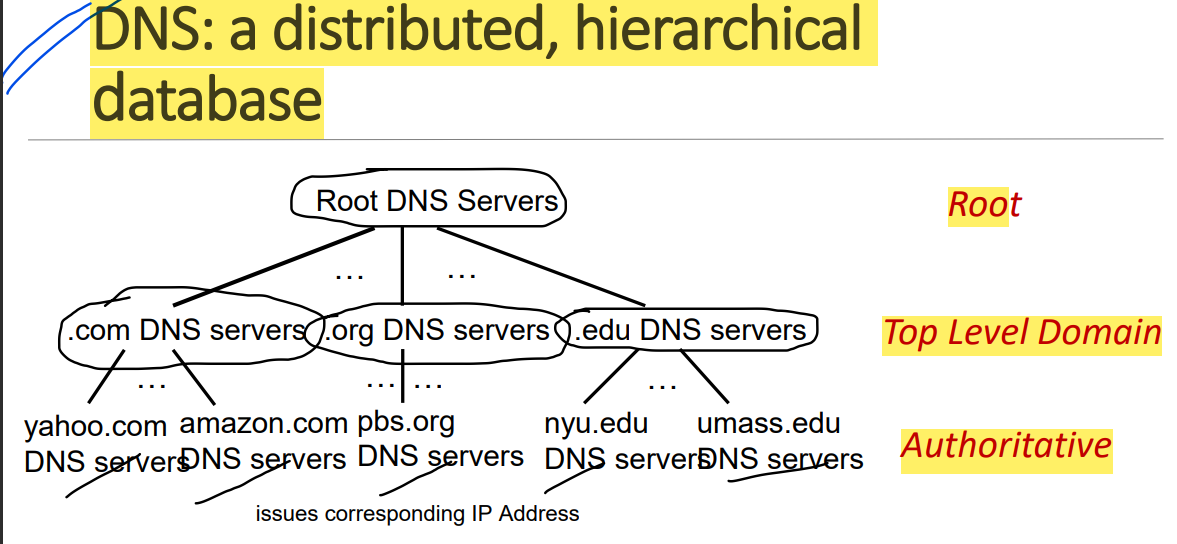 DNS: a distributed, hierarchical
database
Root DNS Servers
Root
... ...
.com DNS servers .org DNS servers .edu DNS servers
Top Level Domain
... ... ... ...
yahoo.com amazon.com pbs.org nyu.edu umass.edu
DNS servers DNS servers DNS servers DNS servers DNS servers
Authoritative
issues corresponding IP Address